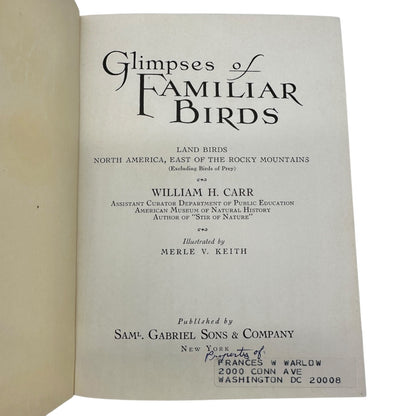 Glimpses of
FAMILIAR
BIRDS
LAND BIRDS
NORTH AMERICA, EAST OF THE ROCKY MOUNTAINS
(Excluding Birds of Prey)
WILLIAM H. CARR
ASSISTANT CURATOR DEPARTMENT OF PUBLIC EDUCATION
AMERICAN MUSEUM OF NATURAL HISTORY
AUTHOR OF "STIR OF NATURE"
Illustrated by
MERLE V. KEITH
Published by
SAML. GABRIEL SONS & COMPANY
NEW YORK
Property of
FRANCES W WARLOW
2000 CONN AVE
WASHINGTON DC 20008